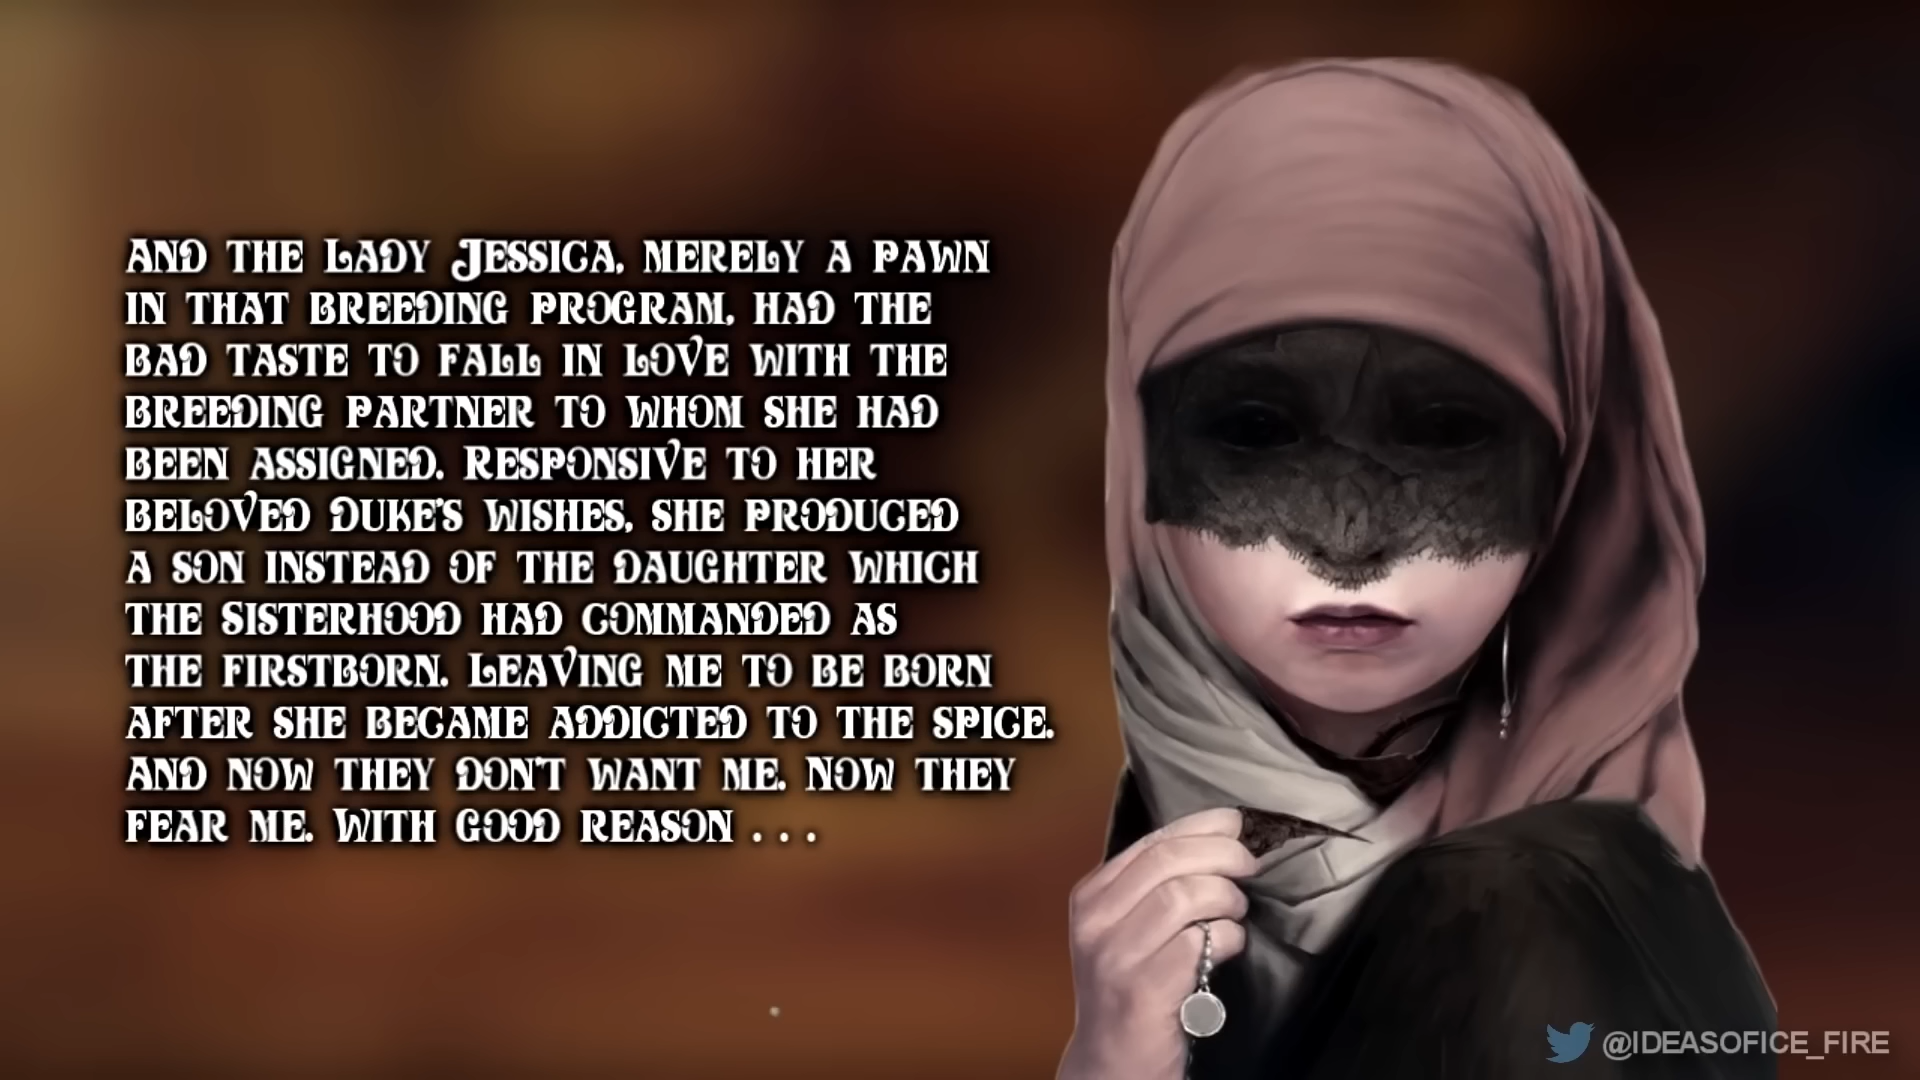 And the Lady Jessica, merely a pawn
in that breeding program, had the
bad taste to fall in love with the
breeding partner to whom she had
been assigned. Responsive to her
beloved Duke's wishes, she produced
a son instead of the daughter which
the Sisterhood had commanded as
the firstborn. Leaving me to be born
after she became addicted to the spice.
And now they don't want me. Now they
fear me. With good reason . . .
@IDEASOFICE_FIRE